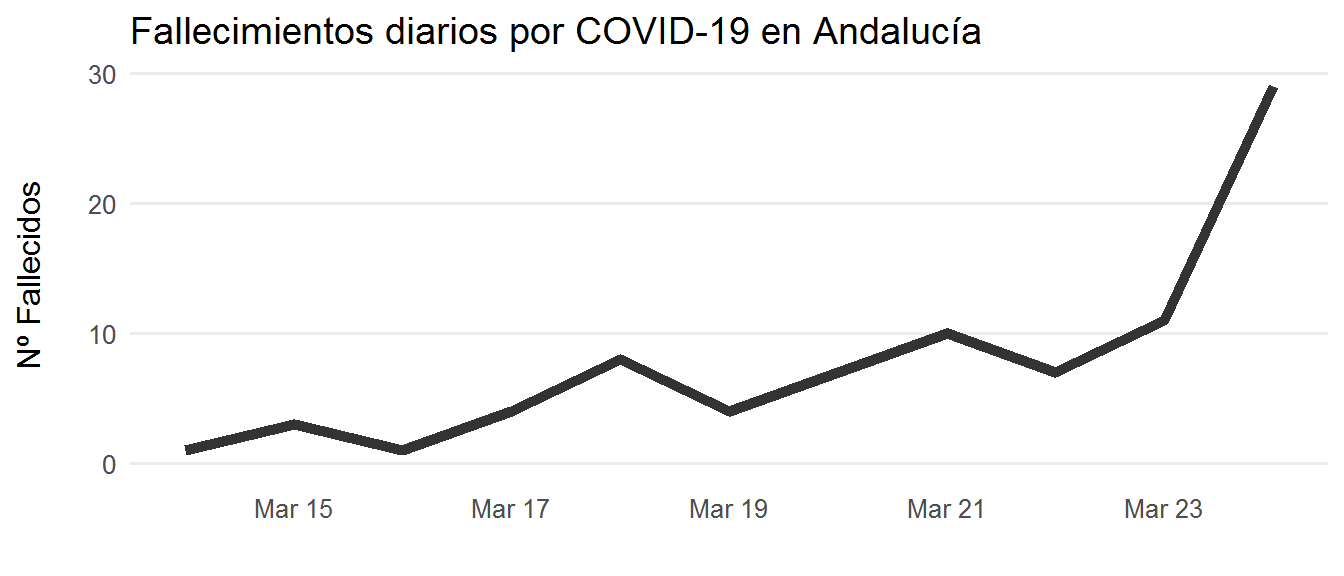 Fallecimientos diarios por COVID-19 en Andalucía
Nº Fallecidos
30
20
10
0
Mar 15 Mar 17 Mar 19 Mar 21 Mar 23